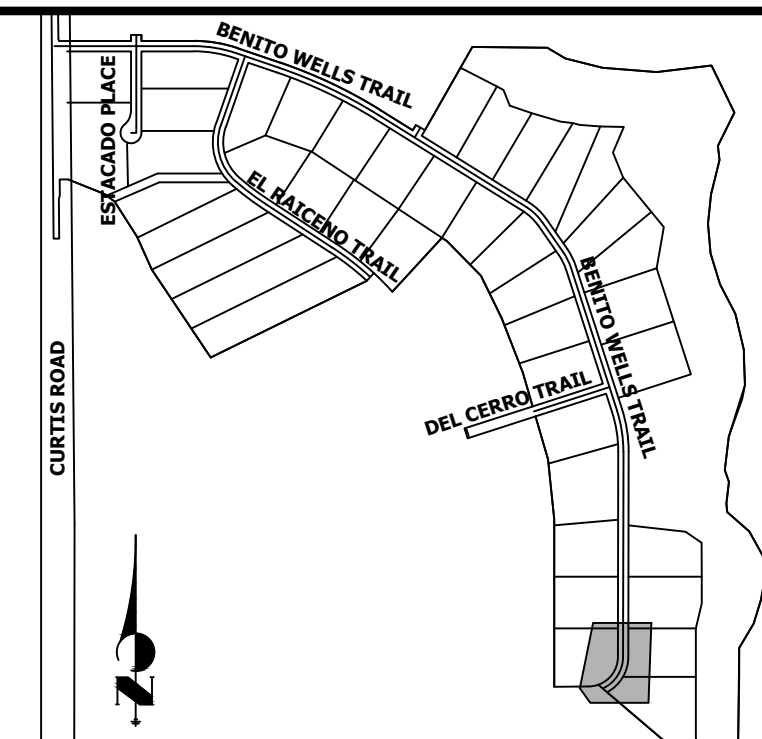 BENITO WELLS TRAIL
ESTACADO PLACE
EL RAICENO TRAIL
BENITO WELLS TRAIL
CURTIS ROAD
DEL CERRO TRAIL
N